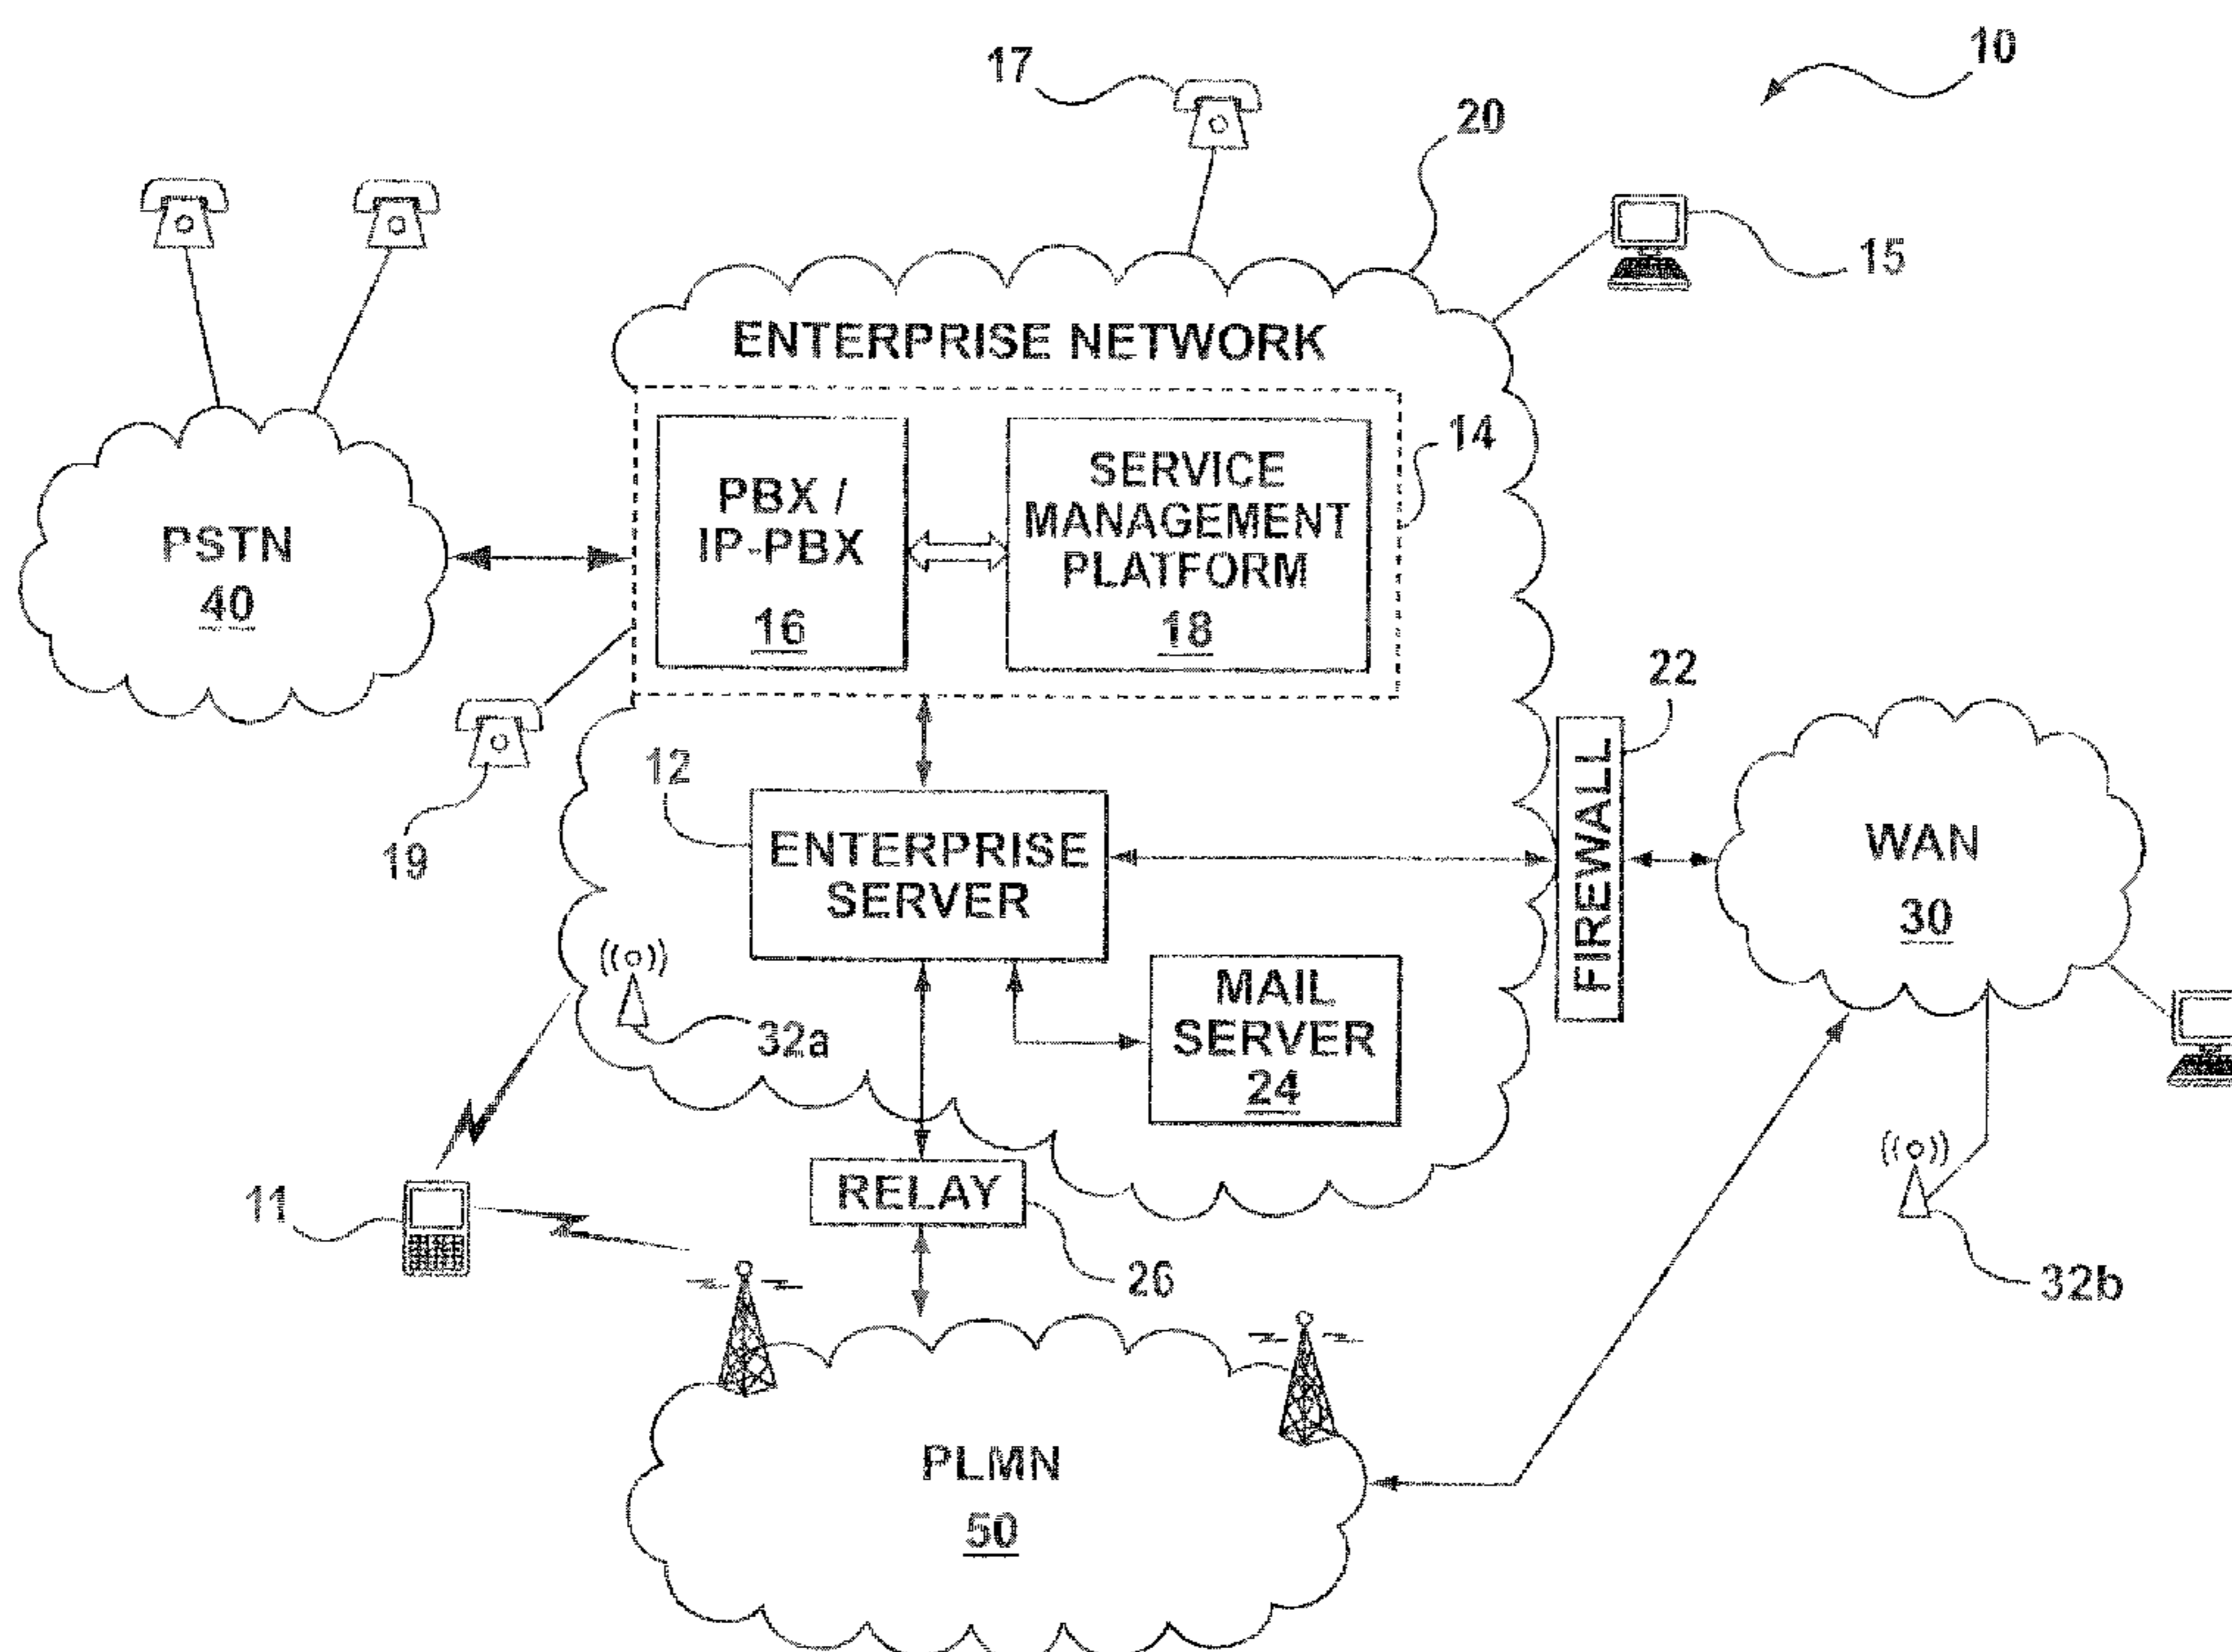 10
17
20
15
ENTERPRISE NETWORK
14
PBX /
IP-PBX
16
SERVICE
MANAGEMENT
PLATFORM
18
PSTN
40
19
22
FIREWALL
12
ENTERPRISE
SERVER
WAN
30
32a
MAIL
SERVER
24
11
RELAY
26
32b
PLMN
50